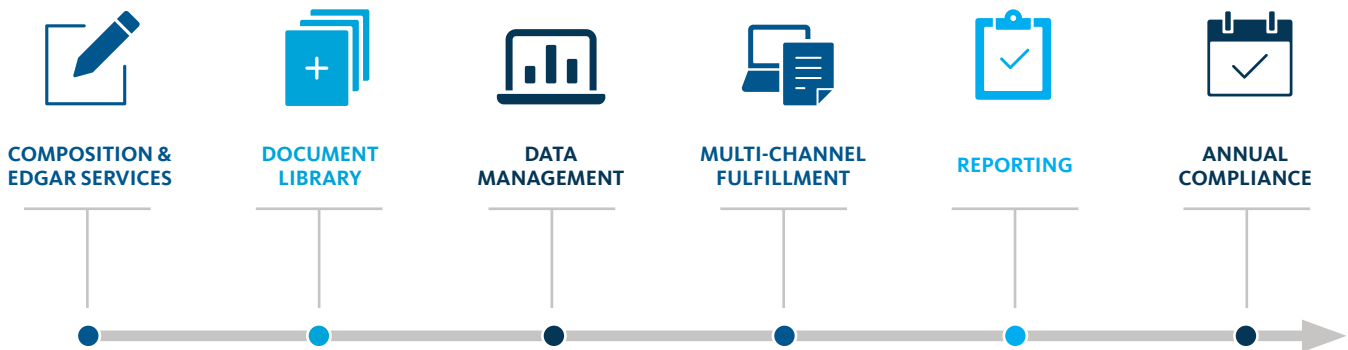 COMPOSITION &
EDGAR SERVICES
DOCUMENT
LIBRARY
DATA
MANAGEMENT
MULTI-CHANNEL
FULFILLMENT
REPORTING
ANNUAL
COMPLIANCE